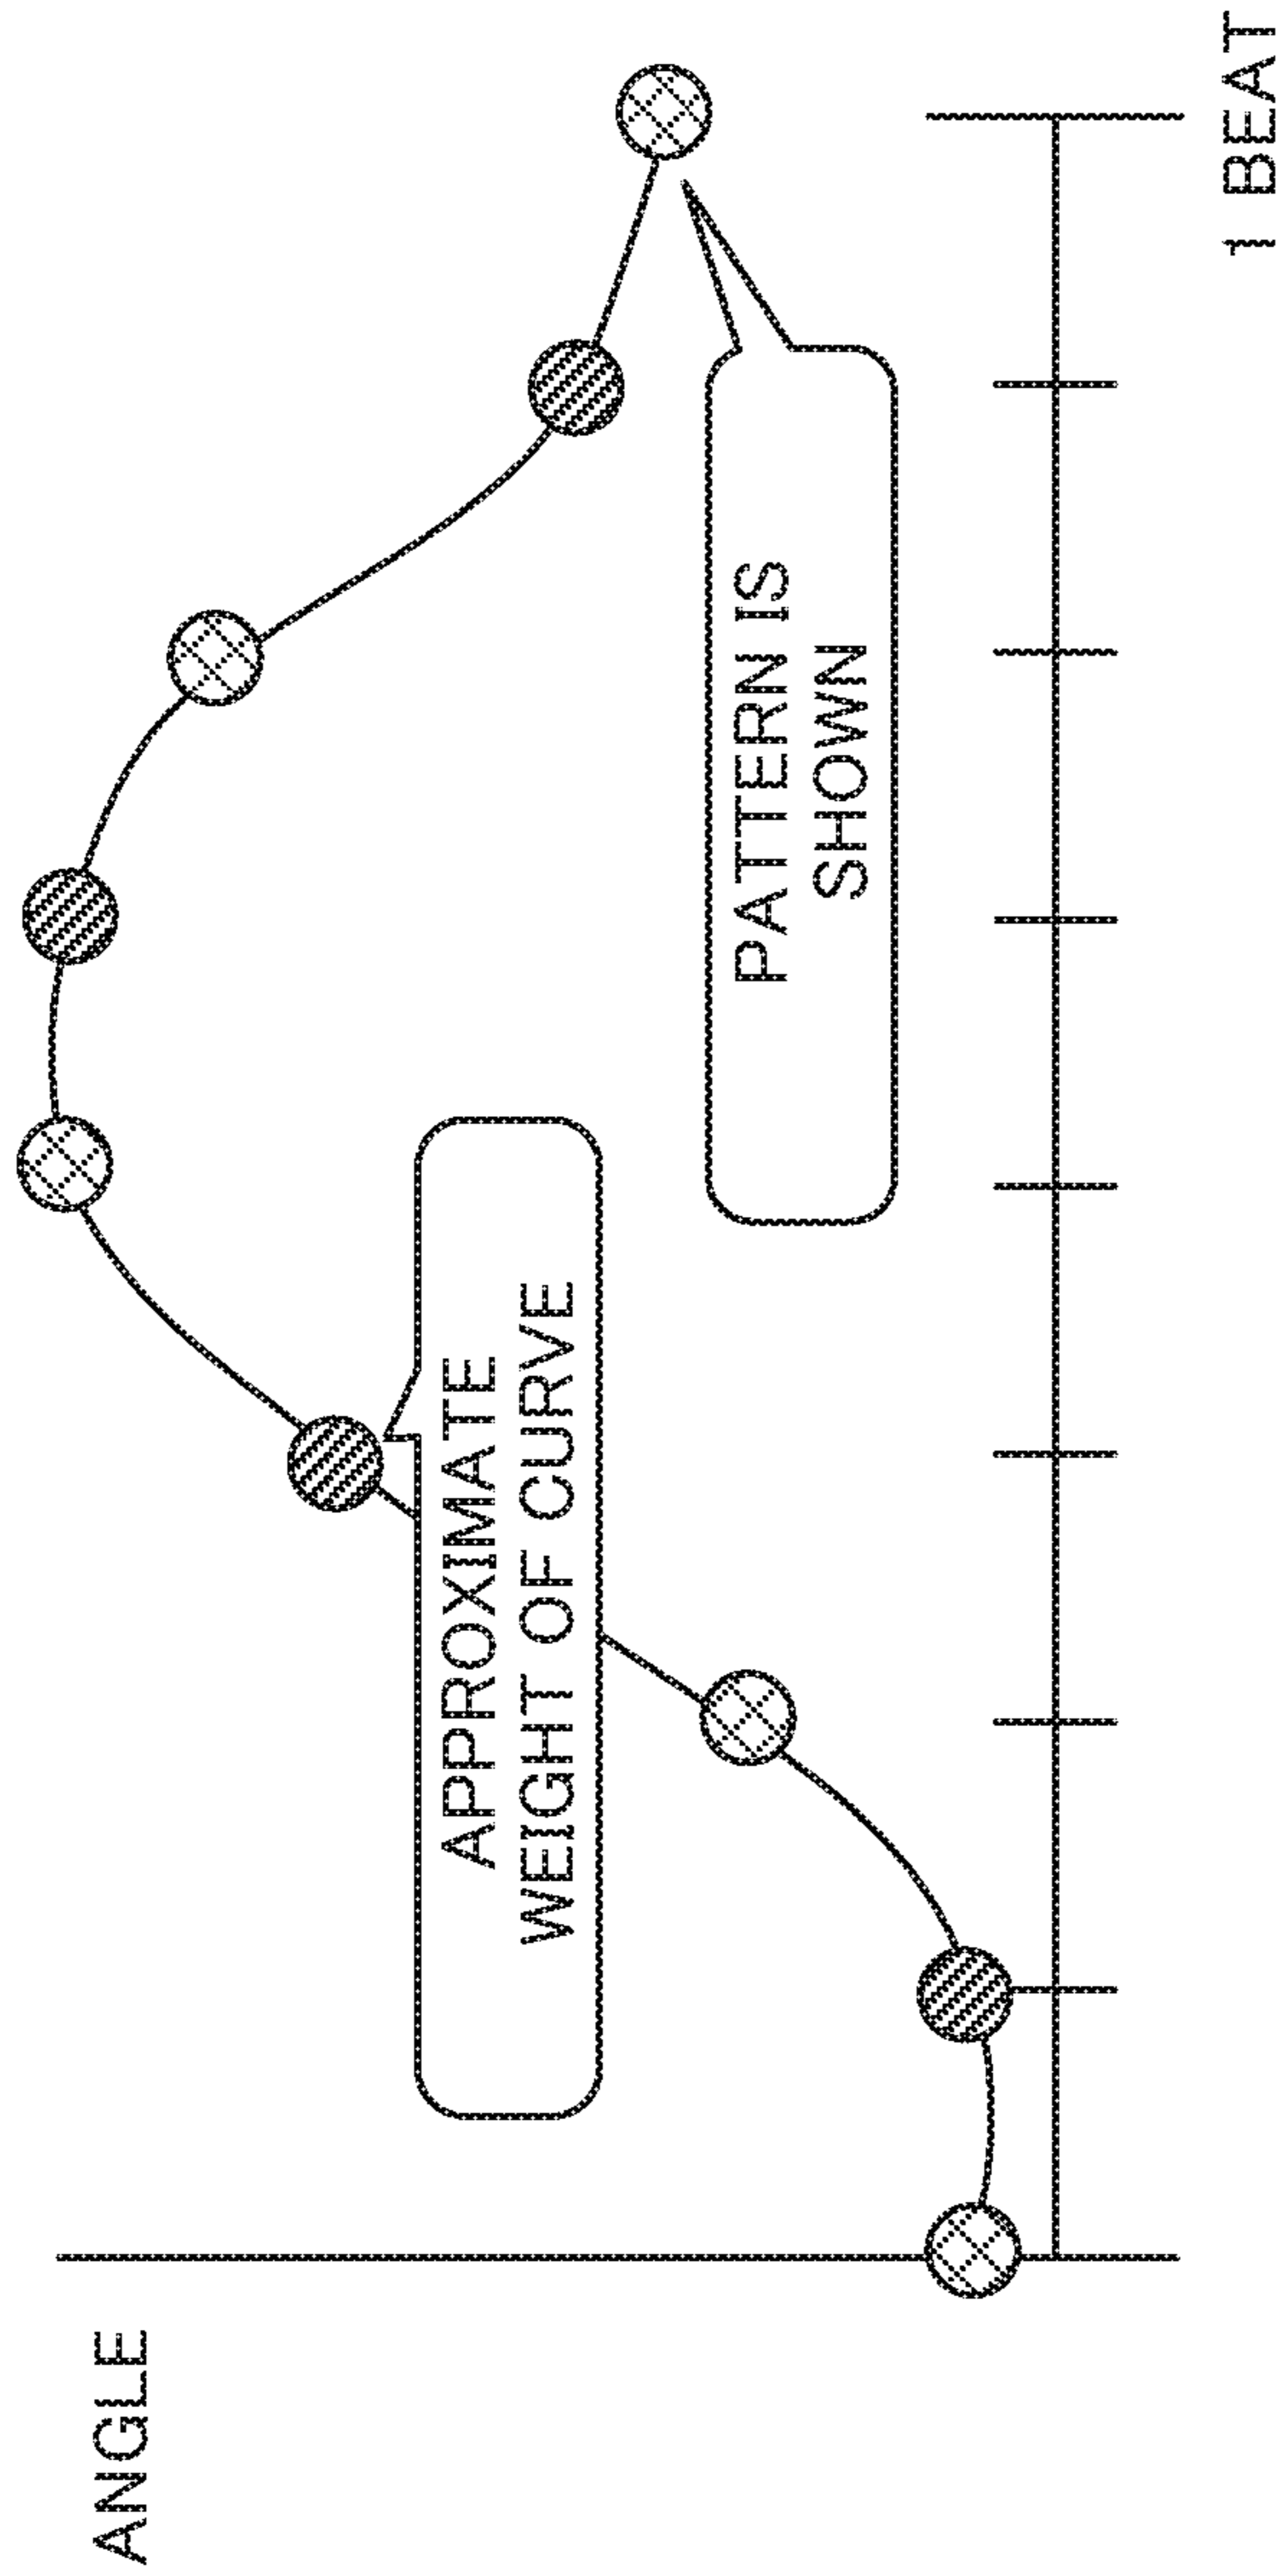 ANGLE
APPROXIMATE
WEIGHT OF CURVE
PATTERN IS
SHOWN
1 BEAT